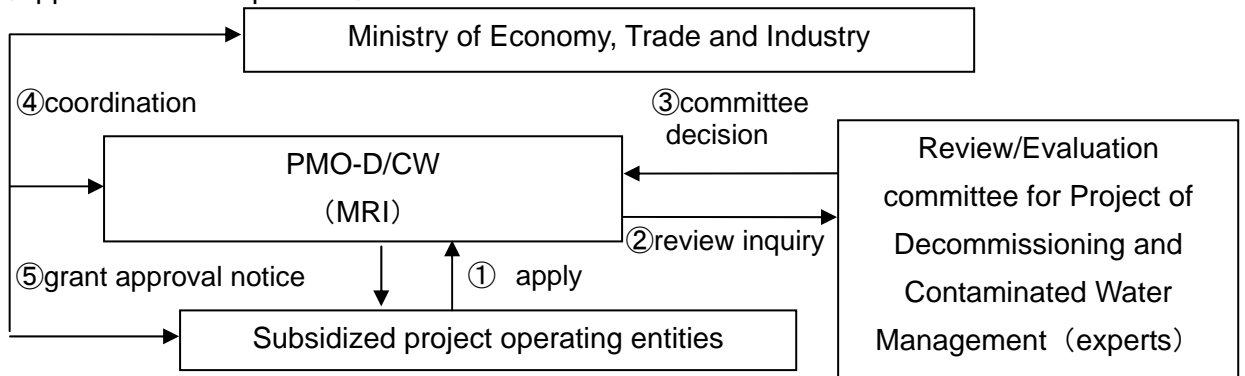 Ministry of Economy, Trade and Industry
④coordination
③committee
decision
PMO-D/CW
（MRI）
Review/Evaluation
committee for Project of
Decommissioning and
Contaminated Water
Management（experts）
②review inquiry
⑤grant approval notice
① apply
Subsidized project operating entities